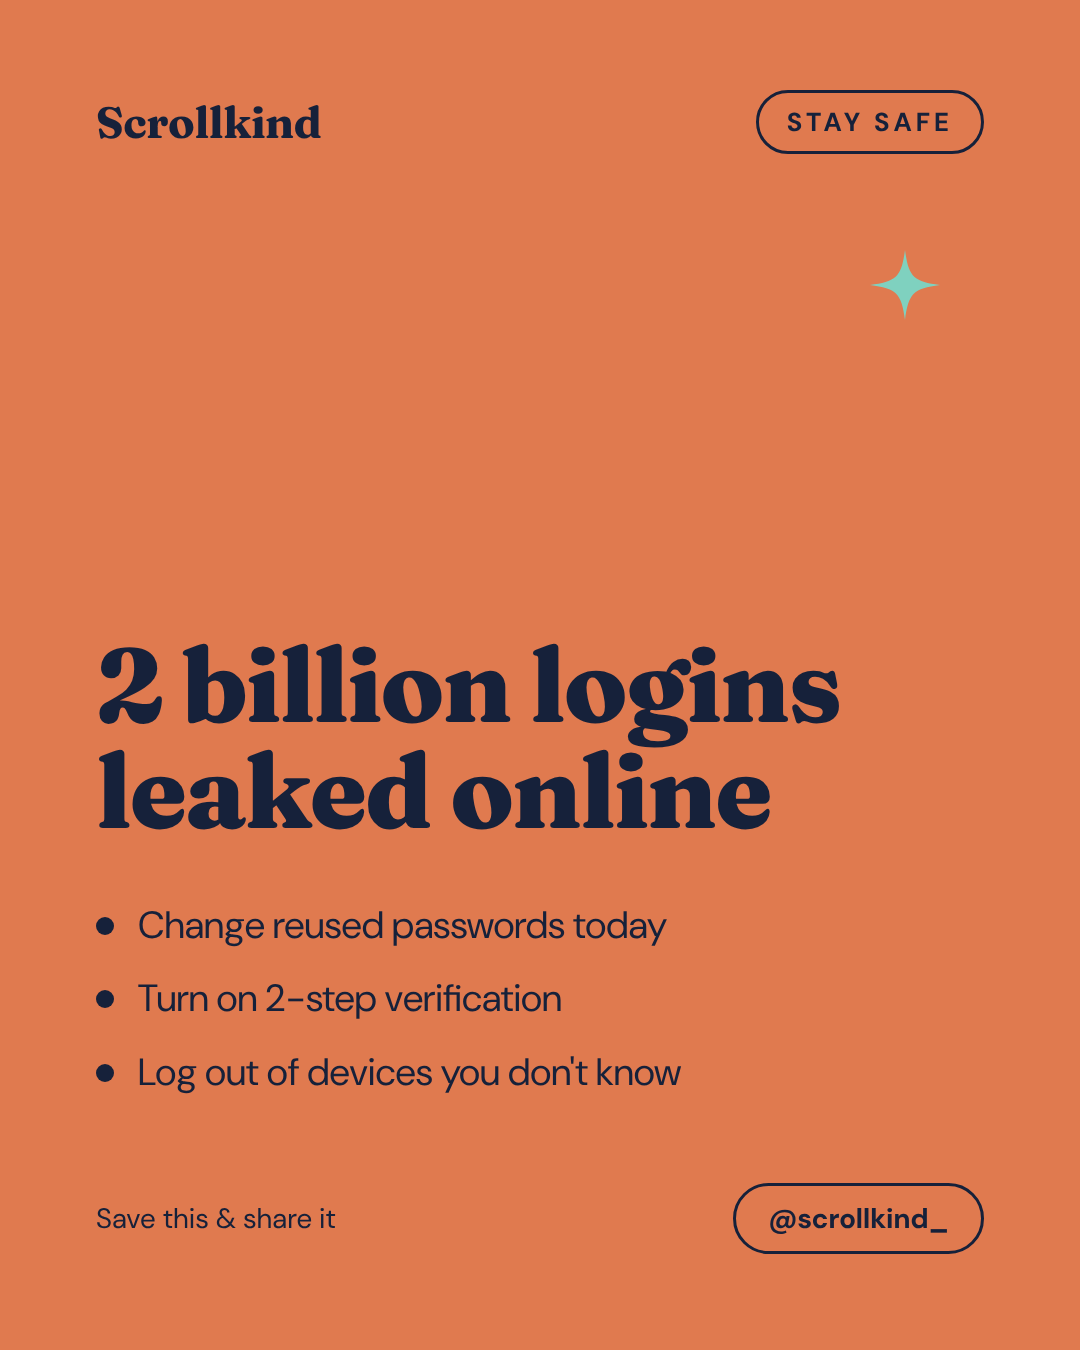 Scrollkind
STAY SAFE
2 billion logins
leaked online
Change reused passwords today
Turn on 2-step verification
Log out of devices you don't know
Save this & share it
@scrollkind_